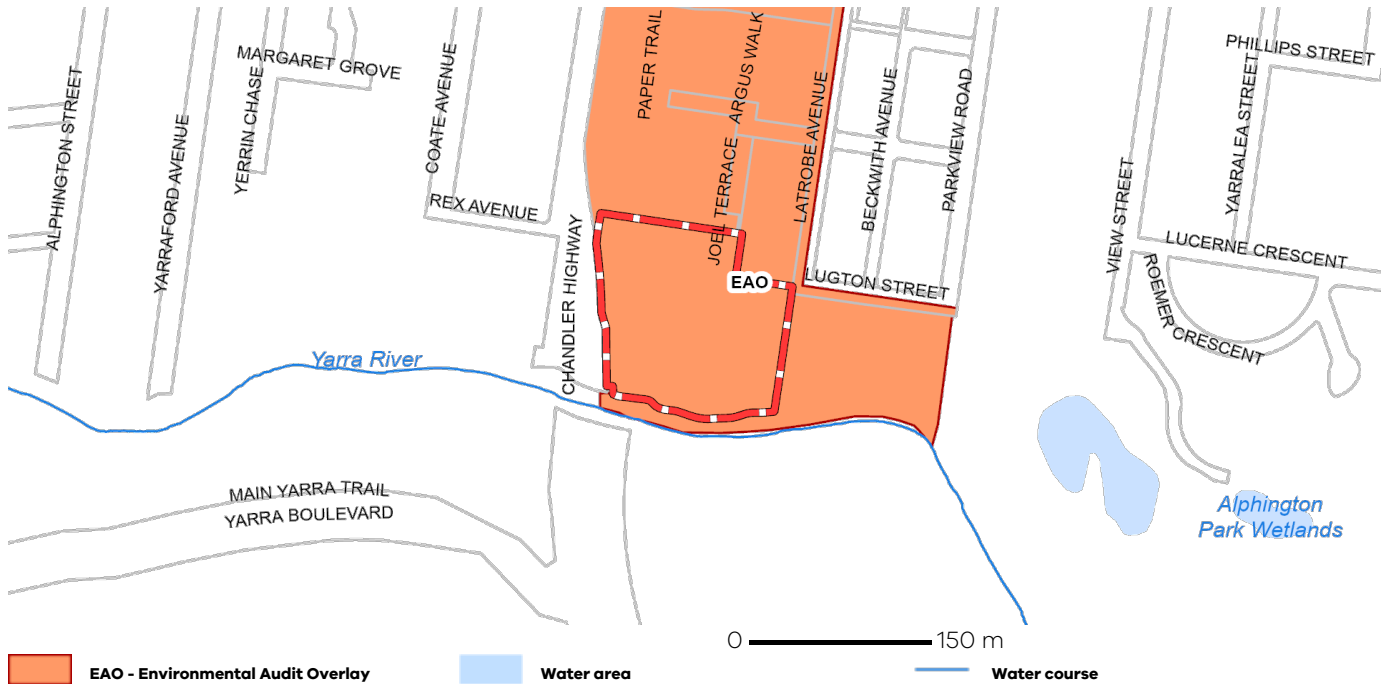 PHILLIPS STREET
MARGARET GROVE
ALPHINGTON STREET
YARRAFORD AVENUE
YERRIN CHASE
COATE AVENUE
PAPER TRAIL
ARGUS WALK
LATROBE AVENUE
BECKWITH AVENUE
PARKVIEW ROAD
YARRALEA STREET
VIEW STREET
REX AVENUE
JOEL TERRACE
CHANDLER HIGHWAY
LUCERNE CRESCENT
ROEMER CRESCENT
EAO
LUGTON STREET
Yarra River
MAIN YARRA TRAIL
YARRA BOULEVARD
Alphington
Park Wetlands
0 150 m
EAO - Environmental Audit Overlay
Water area
Water course